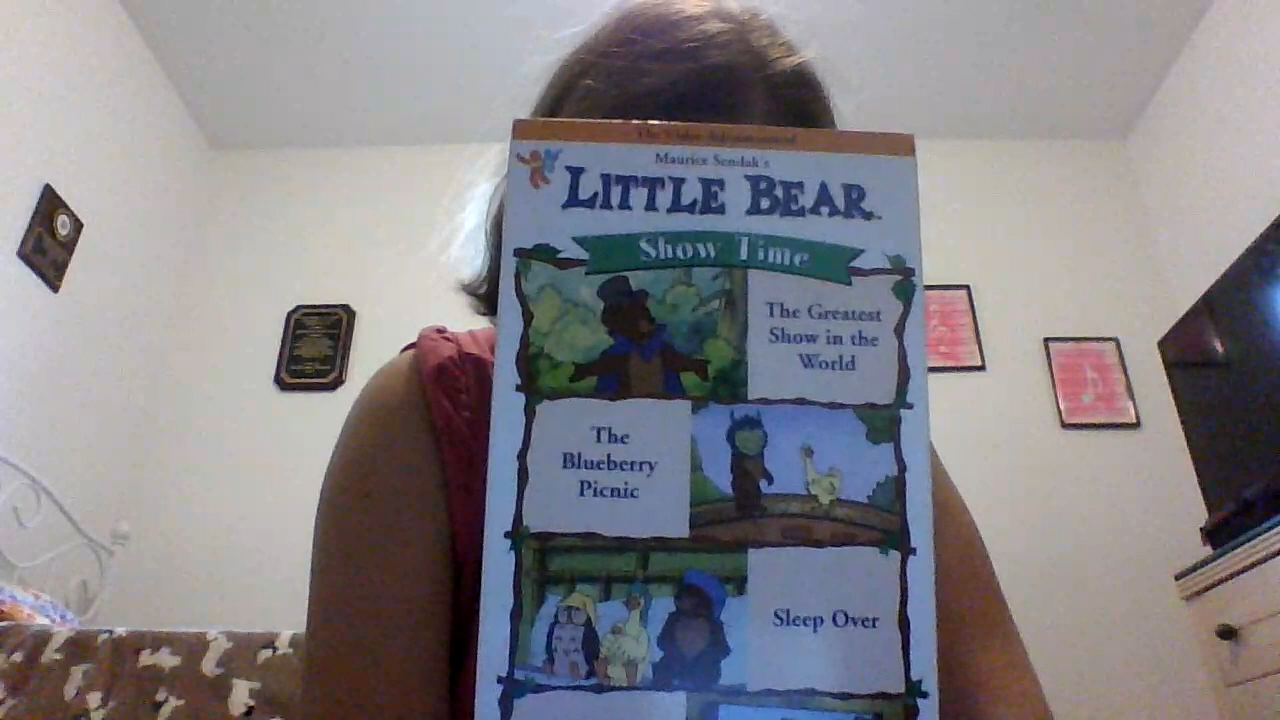 Maurice Sendak's
LITTLE BEAR
Show Time
The Greatest
Show in the
World
The
Blueberry
Picnic
Sleep Over